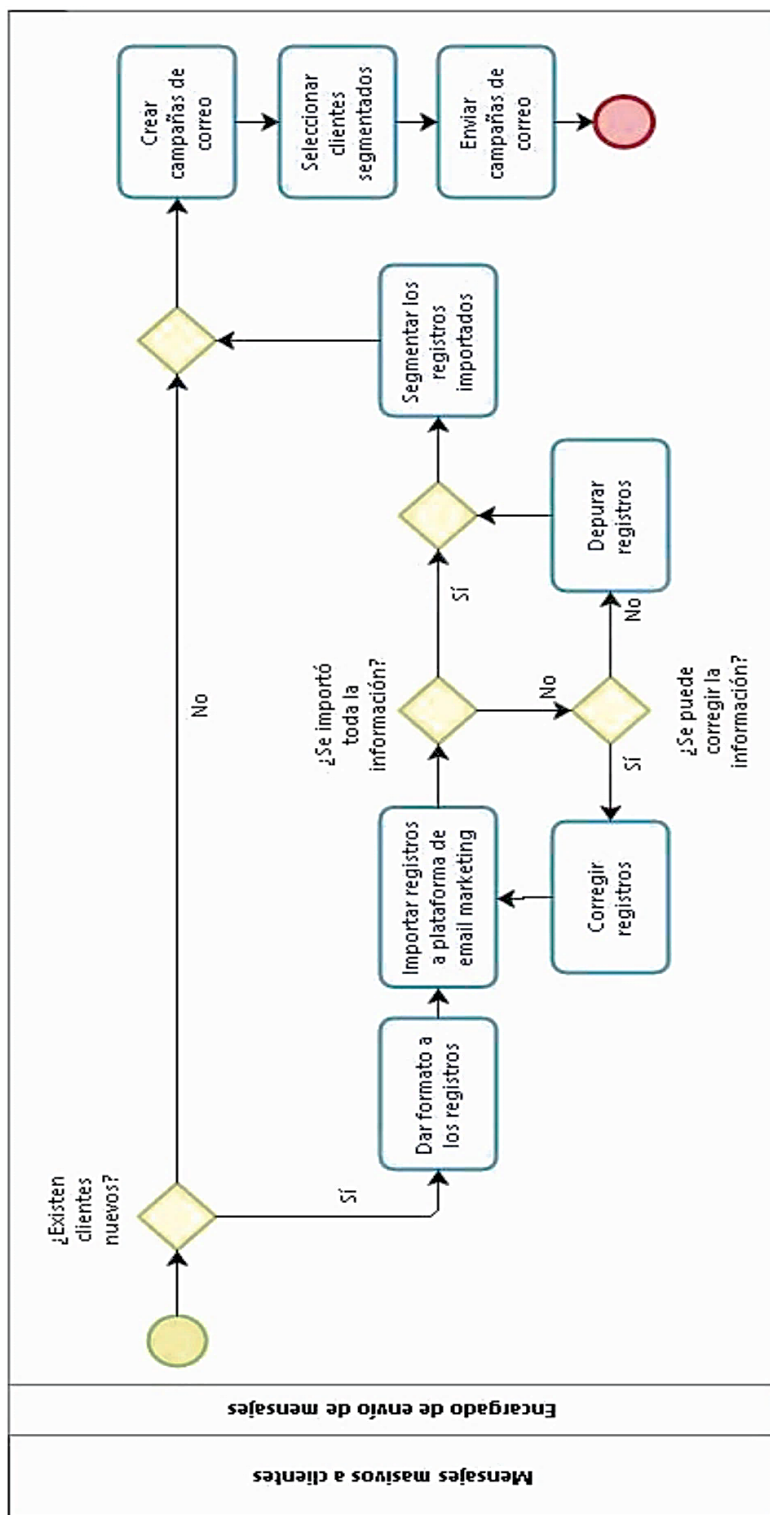 Mensajes masivos a clientes
Encargado de envío de mensajes
¿Existen
clientes
nuevos?
No
Sí
Dar formato a
los registros
Importar registros
a plataforma de
email marketing
¿Se importó
toda la
información?
Sí
No
¿Se puede
corregir la
información?
Sí
No
Corregir
registros
Depurar
registros
Segmentar los
registros
importados
Crear
campañas de
correo
Seleccionar
clientes
segmentados
Enviar
campañas de
correo